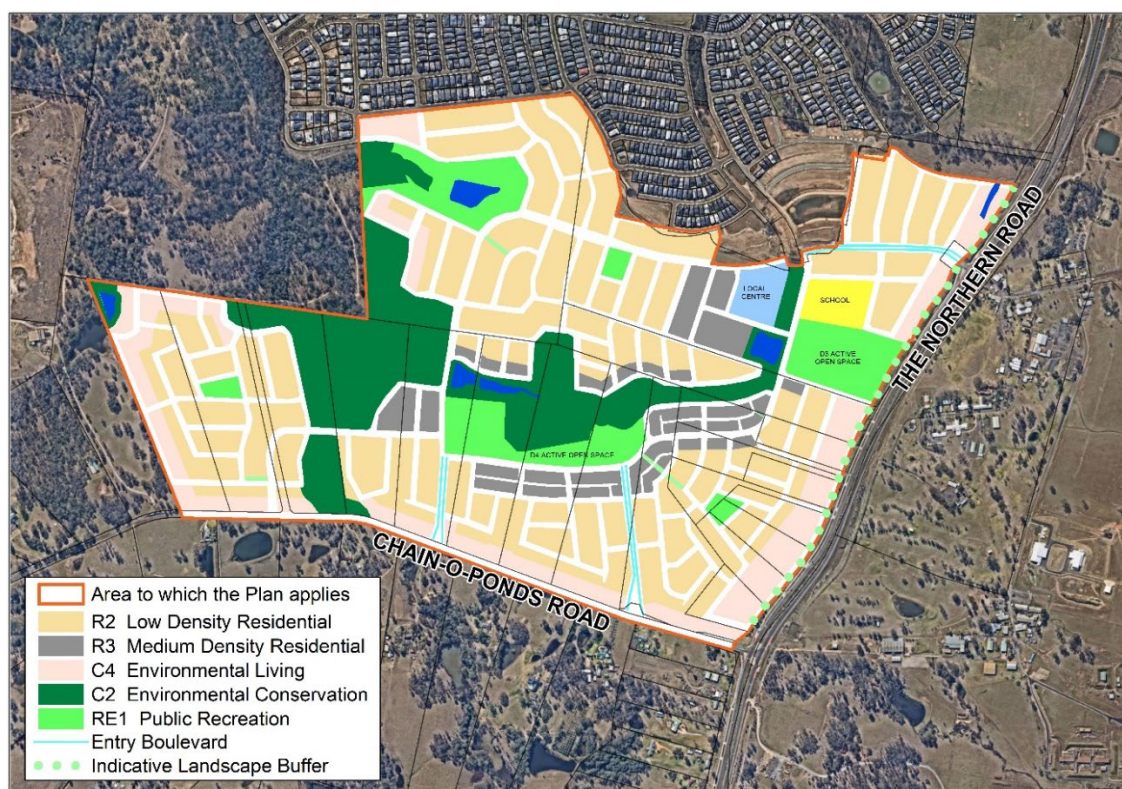 LOCAL
CENTRE
SCHOOL
D3 ACTIVE
OPEN SPACE
THE NORTHERN ROAD
D4 ACTIVE OPEN SPACE
CHAIN-O-PONDS ROAD
Area to which the Plan applies
R2 Low Density Residential
R3 Medium Density Residential
C4 Environmental Living
C2 Environmental Conservation
RE1 Public Recreation
Entry Boulevard
Indicative Landscape Buffer